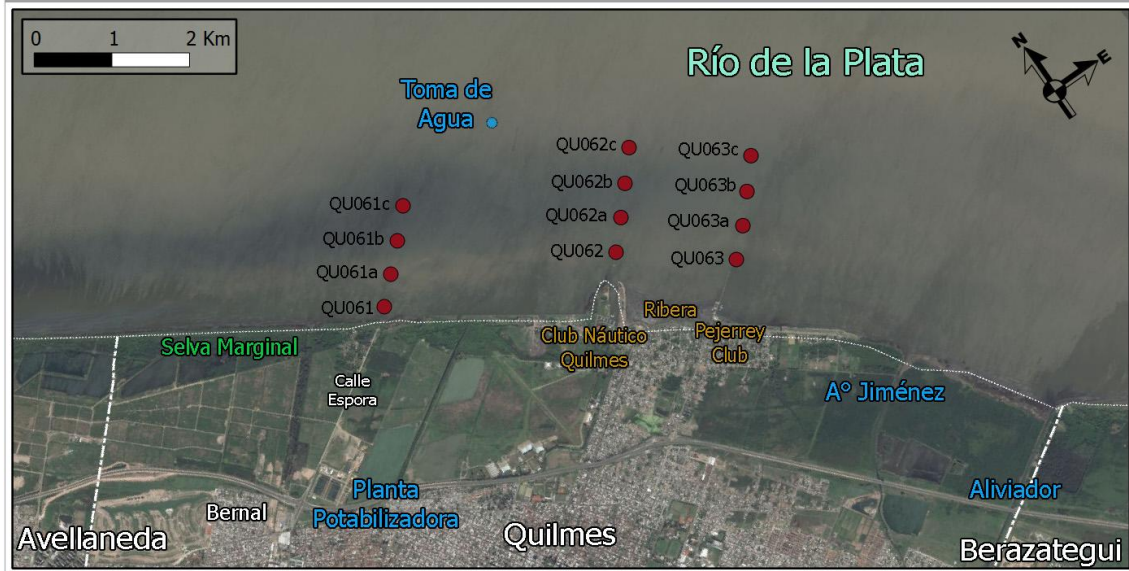 0 1 2 Km
Río de la Plata
N
E
Toma de
Agua
QU062c
QU063c
QU062b
QU063b
QU061c
QU062a
QU063a
QU061b
QU062
QU063
QU061a
QU061
Ribera
Club Náutico
Quilmes
Pejerrey
Club
Selva Marginal
Calle
Espora
Aº Jiménez
Planta
Potabilizadora
Aliviador
Bernal
Avellaneda
Quilmes
Berazategui